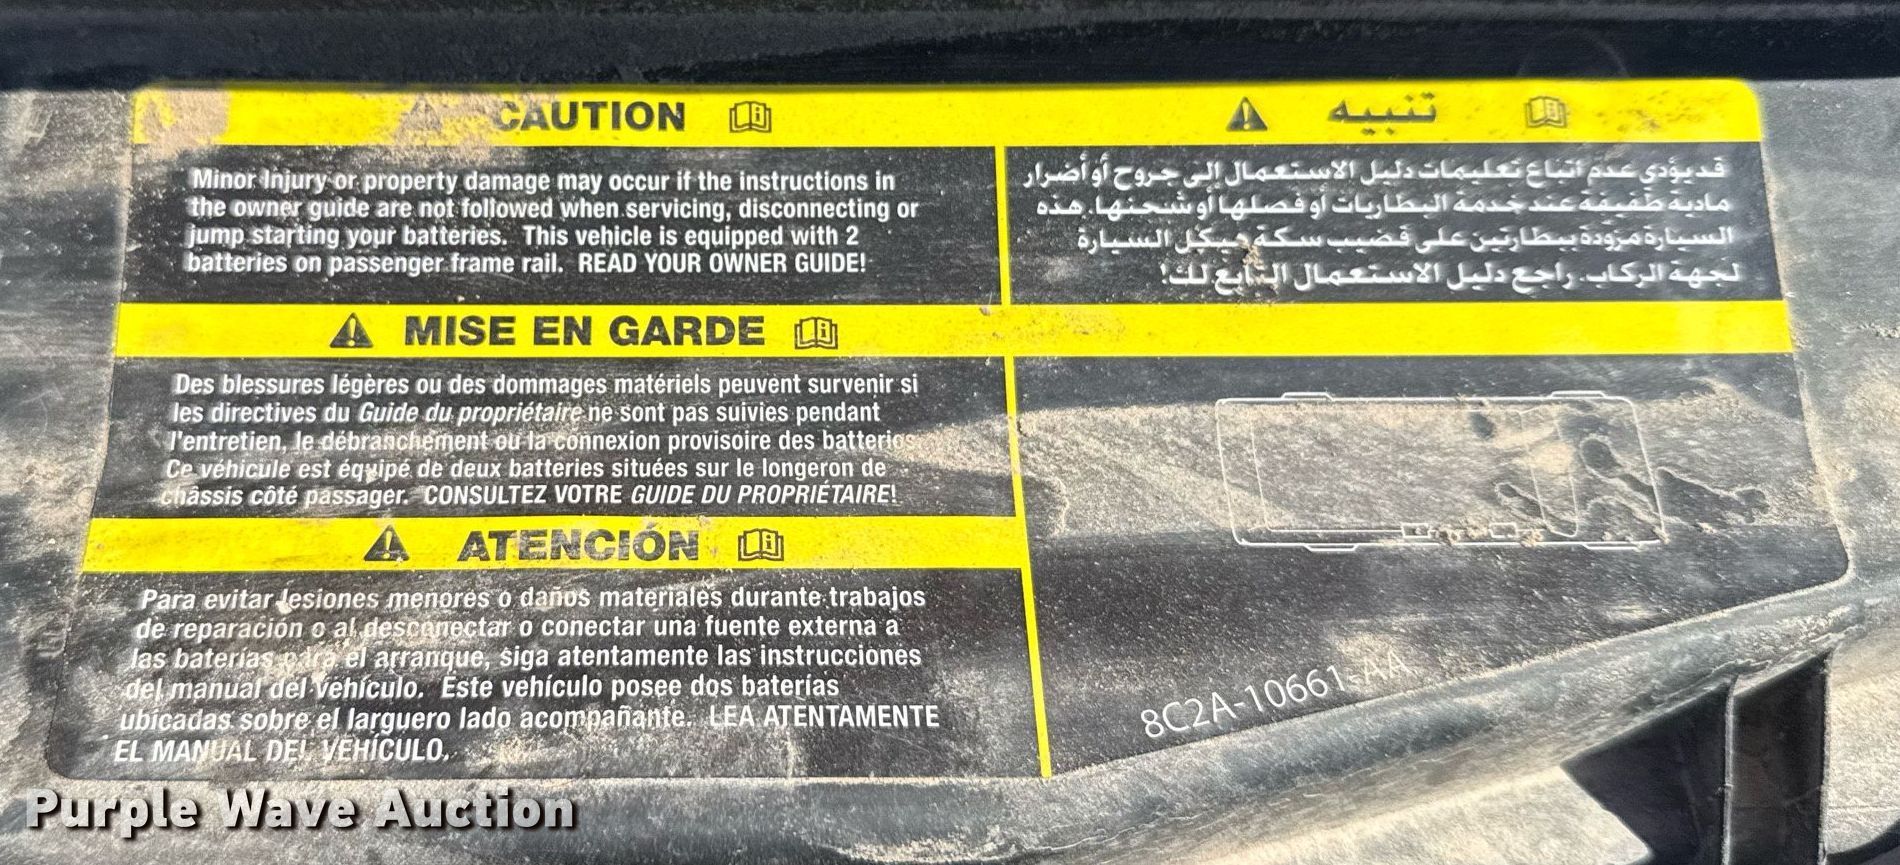 CAUTION
Minor Injury or property damage may occur if the instructions in
the owner guide are not followed when servicing, disconnecting or
jump starting your batteries. This vehicle is equipped with 2
batteries on passenger frame rail. READ YOUR OWNER GUIDE!
تنبيه
قد يؤدي عدم اتباع تعليمات دليل الاستعمال إلى جروح أو أضرار
مادية طفيفة عند خدمة البطاريات أو فصلها أو شحنها. هذه
السيارة مزودة ببطارتين على قضيب سكة هيكل السيارة
لجهة الركاب. راجع دليل الاستعمال التابع لك!
MISE EN GARDE
Des blessures légères ou des dommages matériels peuvent survenir si
les directives du Guide du propriétaire ne sont pas suivies pendant
l'entretien, le débranchement ou la connexion provisoire des batteries.
Ce véhicule est équipé de deux batteries situées sur le longeron de
châssis côté passager. CONSULTEZ VOTRE GUIDE DU PROPRIÉTAIRE!
ATENCIÓN
Para evitar lesiones menores o daños materiales durante trabajos
de reparación o al desconectar o conectar una fuente externa a
las baterías para el arranque, siga atentamente las instrucciones
del manual del vehículo. Este vehículo posee dos baterías
ubicadas sobre el larguero lado acompañante. LEA ATENTAMENTE
EL MANUAL DEL VEHÍCULO.
8C2A-10661-AA
Purple Wave Auction